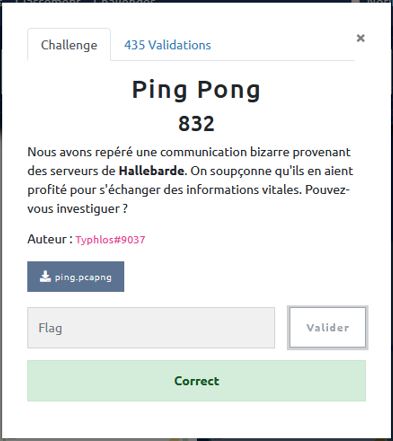 Classement Challenges
Challenge
435 Validations
×
Ping Pong
832
Nous avons repéré une communication bizarre provenant
des serveurs de Hallebarde. On soupçonne qu'ils en aient
profité pour s'échanger des informations vitales. Pouvez-
vous investiguer ?
Auteur : Typhlos#9037
ping.pcapng
Flag
Valider
Correct